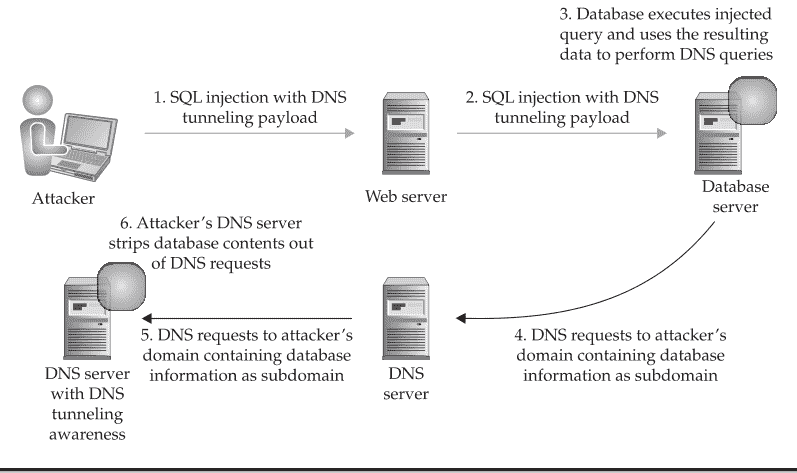 3. Database executes injected
query and uses the resulting
data to perform DNS queries
1. SQL injection with DNS
tunneling payload
2. SQL injection with DNS
tunneling payload
Attacker
Web server
Database
server
6. Attacker's DNS server
strips database contents out
of DNS requests
5. DNS requests to attacker's
domain containing database
information as subdomain
4. DNS requests to attacker's
domain containing database
information as subdomain
DNS server
with DNS
tunneling
awareness
DNS
server